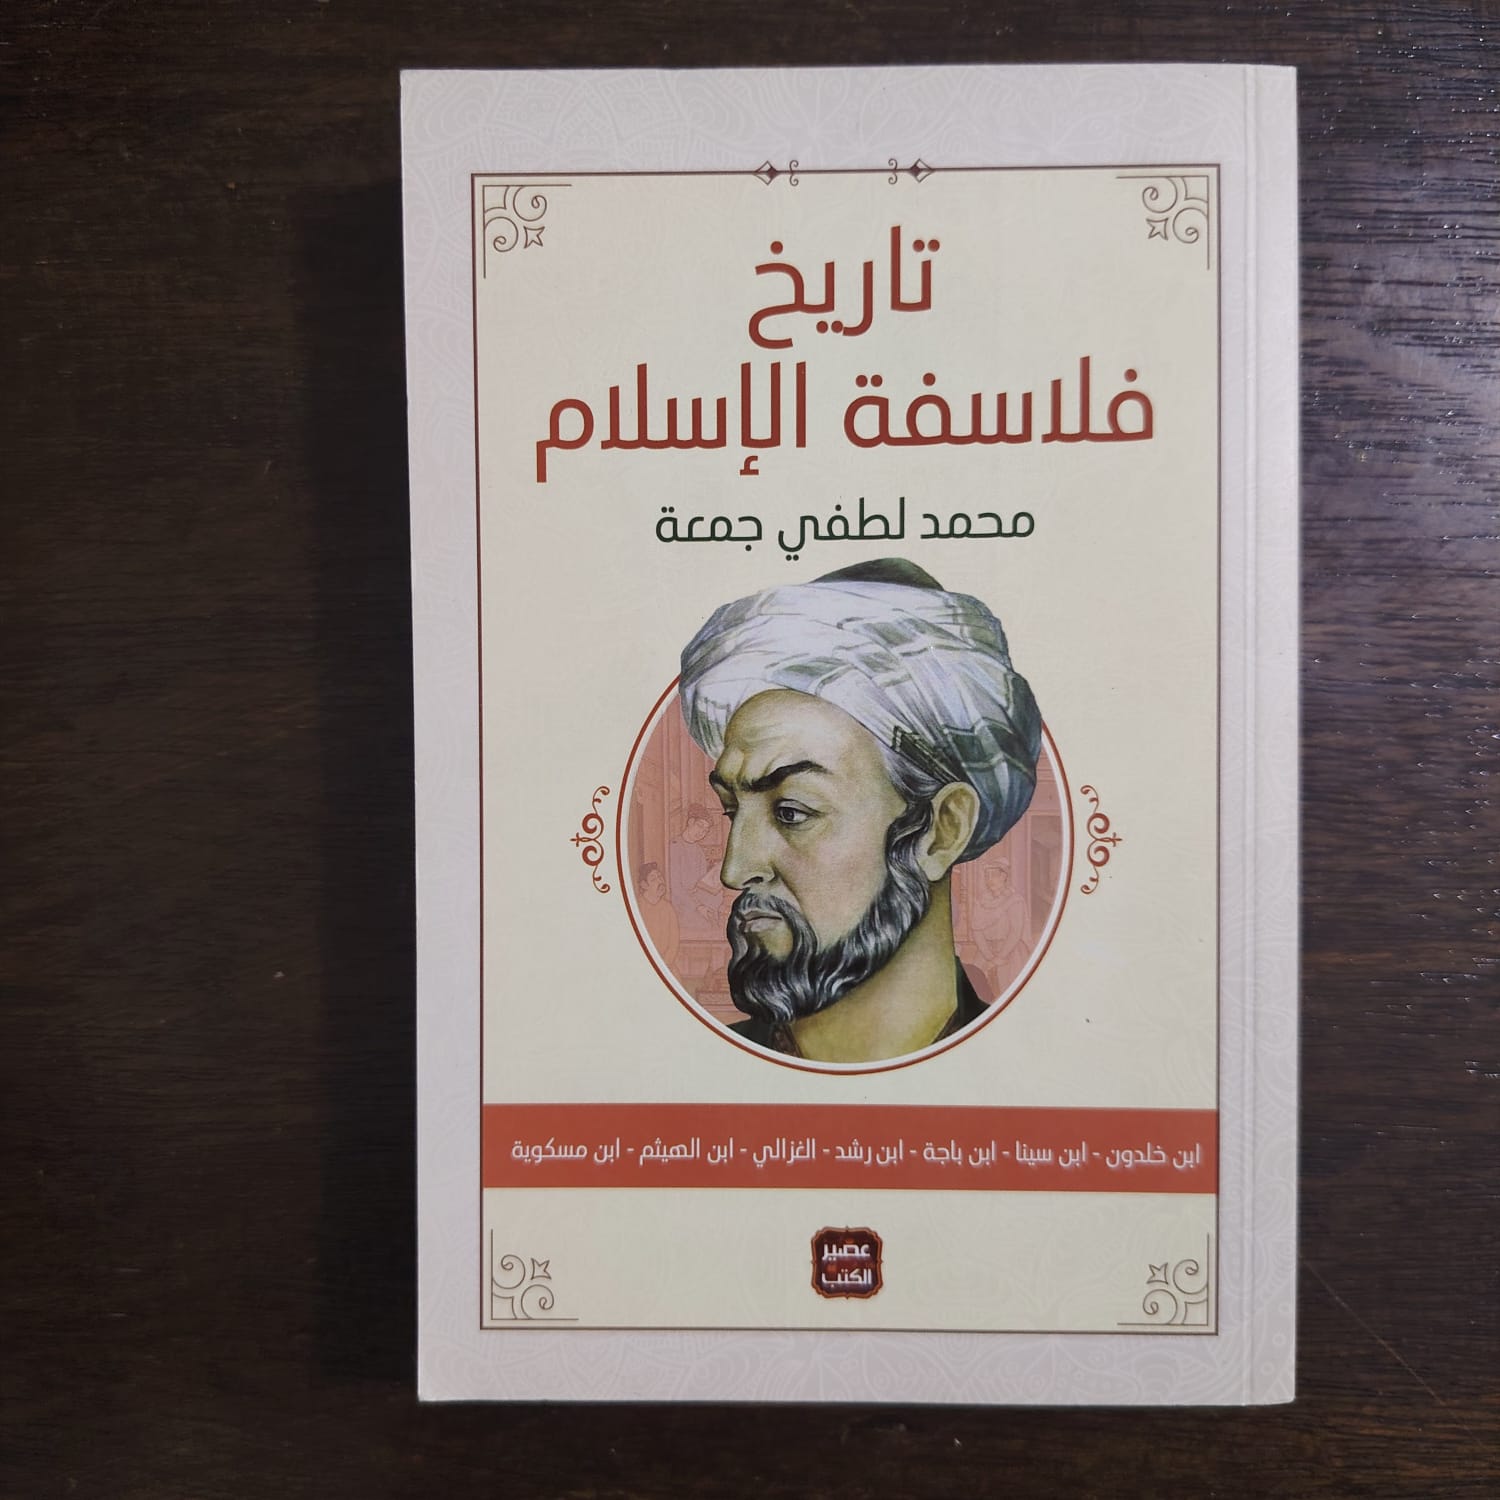 تاريخ
فلاسفة الإسلام
محمد لطفي جمعة
ابن خلدون - ابن سينا - ابن باجة - ابن رشد - الغزالي - ابن الهيثم - ابن مسكوية
عصير
الكتب